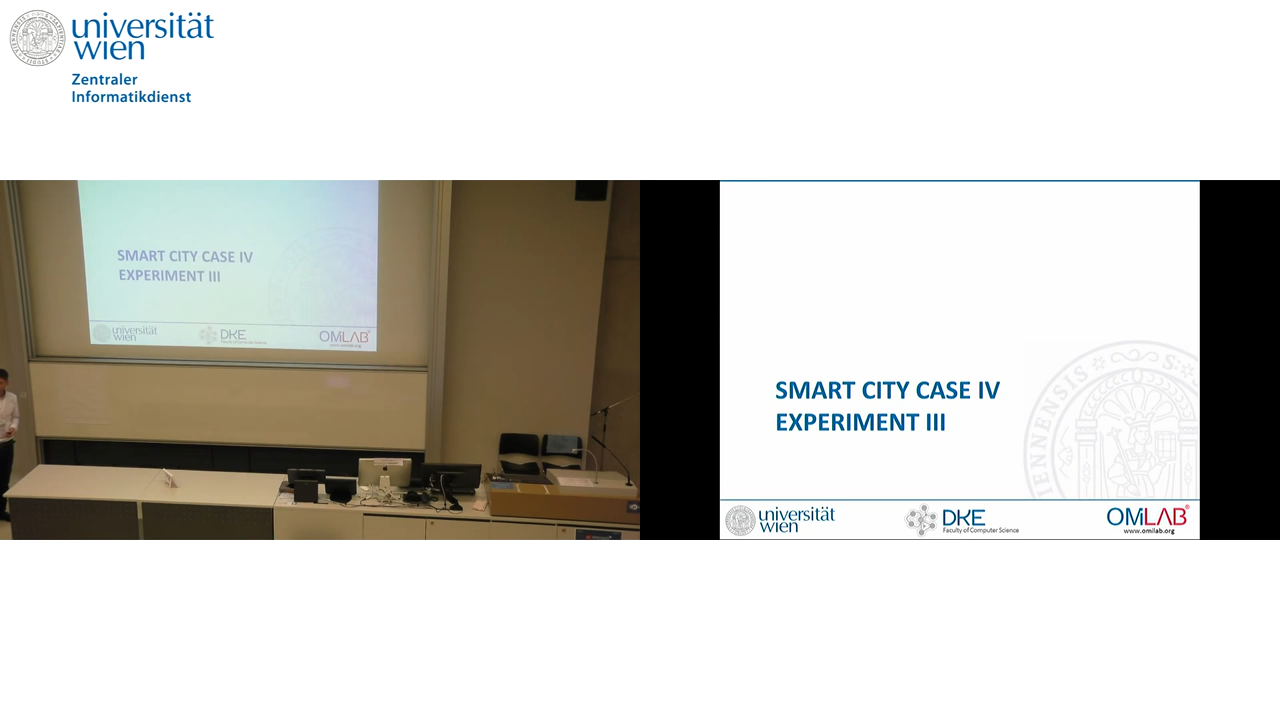 universität
wien
Zentraler
Informatikdienst
SMART CITY CASE IV
EXPERIMENT III
universität
wien
DKE
OMiLAB
SMART CITY CASE IV
EXPERIMENT III
ENNENSIS
universität
wien
DKE
Faculty of Computer Science
OMiLAB®
www.omilab.org